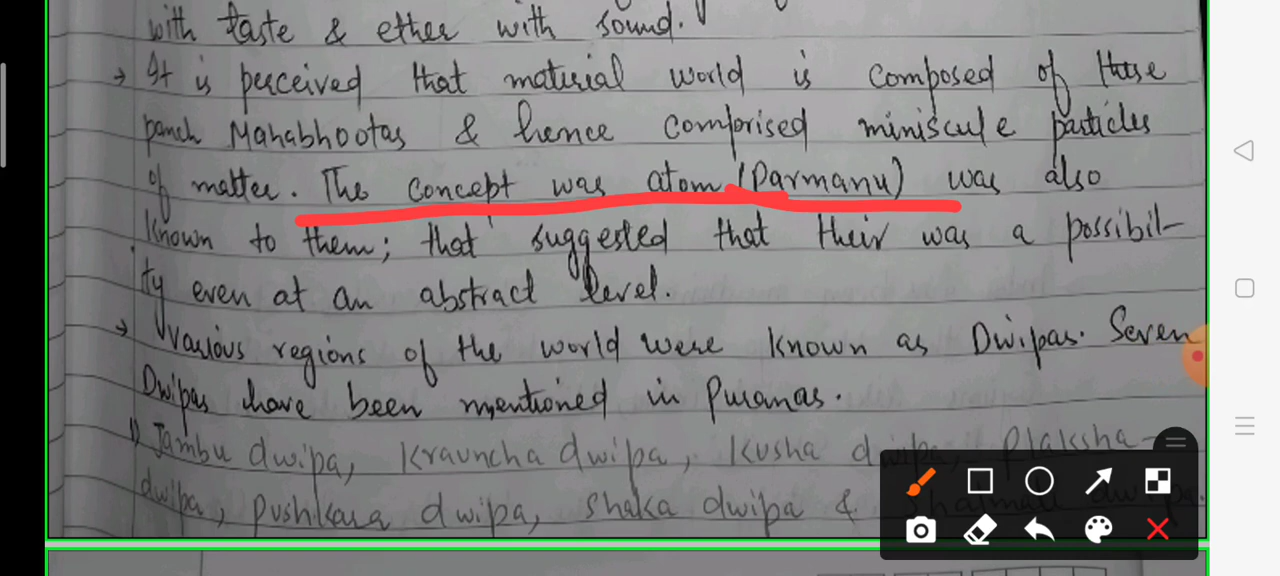 with taste & ether with sound.
→ It is perceived that material world is composed of these
panch Mahabhootas & hence comprised miniscule particles
of matter. The concept was atom (Parmanu) was also
known to them; that suggested that their was a possibil-
ity even at an abstract level.
→ Various regions of the world were known as Dwipas. Seven
Dwipas have been mentioned in Puranas.
1) Jambu dwipa, Krauncha dwipa, Kusha dwipa, Plaksha-
dwipa, Pushkara dwipa, Shaka dwipa &